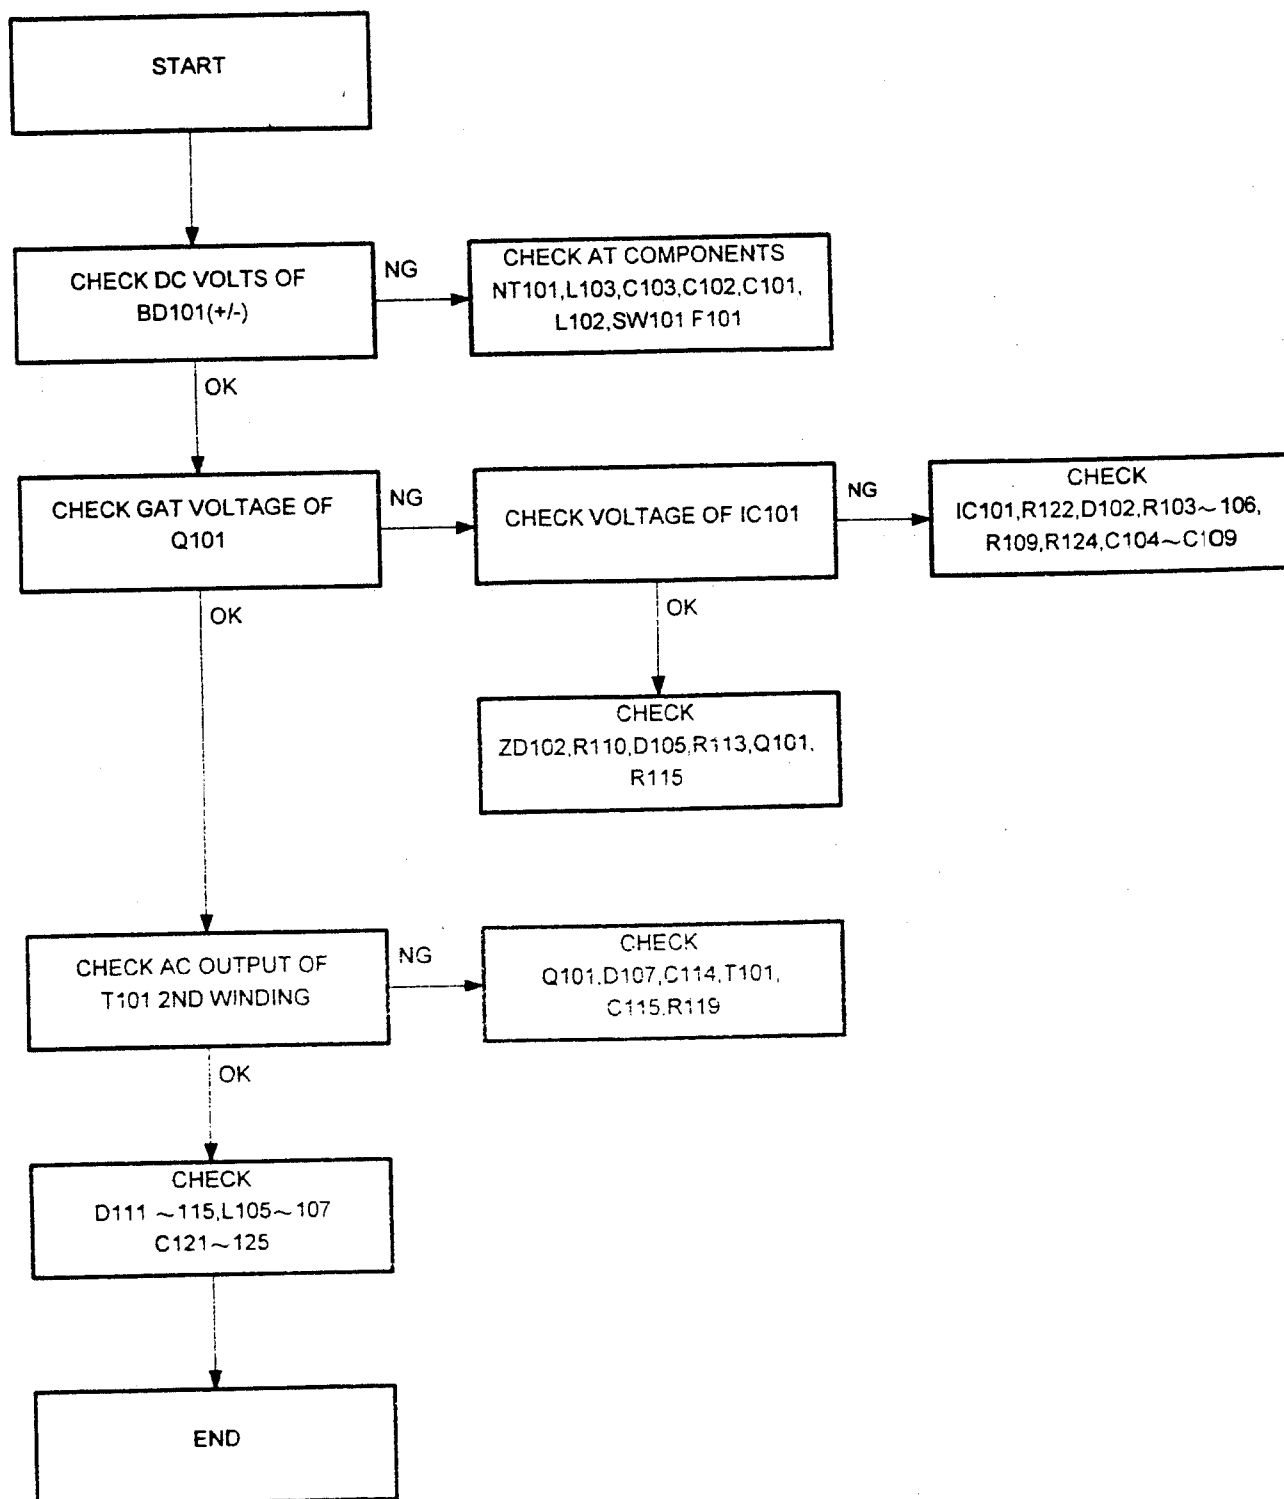 START
CHECK DC VOLTS OF
BD101(+/-)
NG
CHECK AT COMPONENTS
NT101,L103,C103,C102,C101,
L102,SW101 F101
OK
CHECK GAT VOLTAGE OF
Q101
NG
CHECK VOLTAGE OF IC101
NG
CHECK
IC101,R122,D102,R103~106,
R109,R124,C104~C109
OK
OK
CHECK
ZD102,R110,D105,R113,Q101,
R115
CHECK AC OUTPUT OF
T101 2ND WINDING
NG
CHECK
Q101,D107,C114,T101,
C115,R119
OK
CHECK
D111 ~115,L105~107
C121~125
END